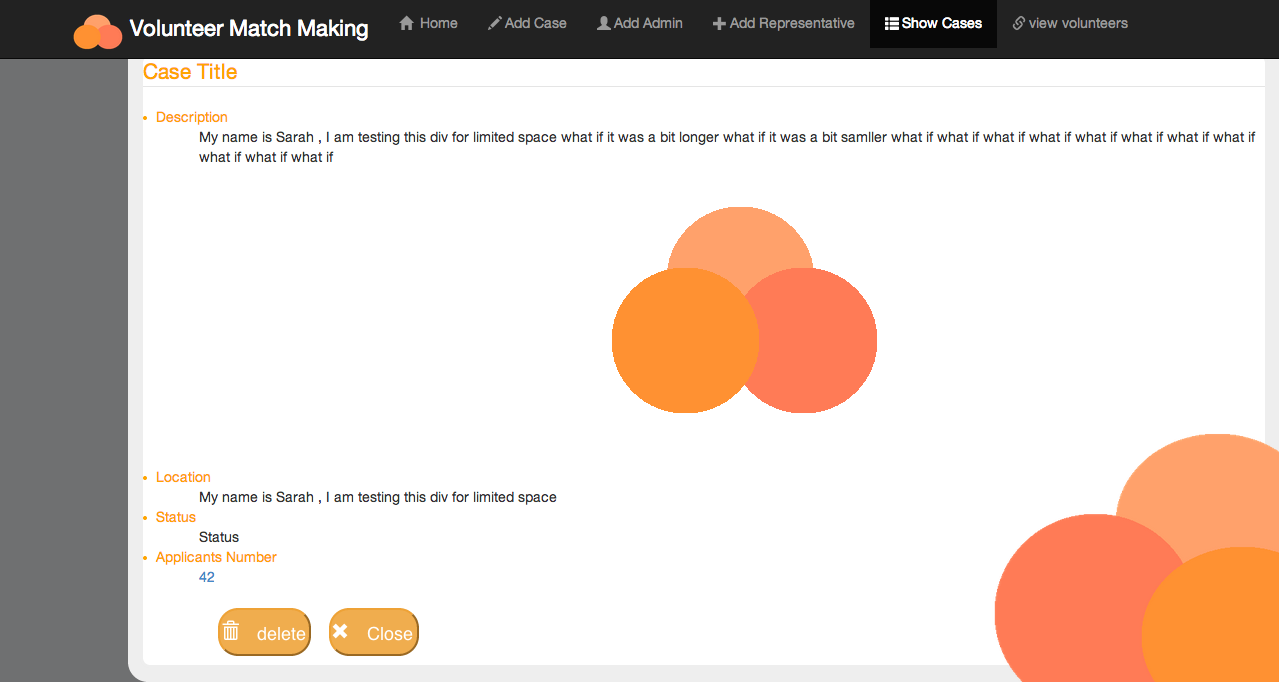 Volunteer Match Making Home Add Case Add Admin Add Representative Show Cases view volunteers
Case Title
Description
My name is Sarah , I am testing this div for limited space what if it was a bit longer what if it was a bit samller what if what if what if what if what if what if what if what if
what if what if what if
Location
My name is Sarah , I am testing this div for limited space
Status
Status
Applicants Number
42
delete Close